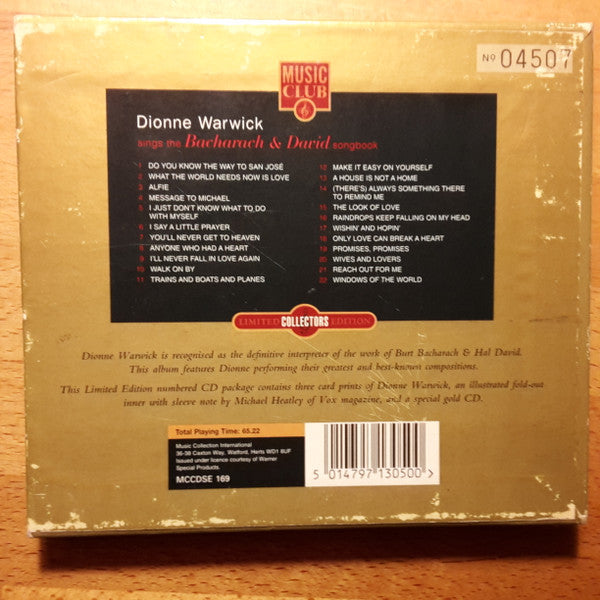 Nº 04507
MUSIC
CLUB
Dionne Warwick
sings the Bacharach & David songbook
1 DO YOU KNOW THE WAY TO SAN JOSÉ
2 WHAT THE WORLD NEEDS NOW IS LOVE
3 ALFIE
4 MESSAGE TO MICHAEL
5 I JUST DON'T KNOW WHAT TO DO
WITH MYSELF
6 I SAY A LITTLE PRAYER
7 YOU'LL NEVER GET TO HEAVEN
8 ANYONE WHO HAD A HEART
9 I'LL NEVER FALL IN LOVE AGAIN
10 WALK ON BY
11 TRAINS AND BOATS AND PLANES
12 MAKE IT EASY ON YOURSELF
13 A HOUSE IS NOT A HOME
14 (THERE'S) ALWAYS SOMETHING THERE
TO REMIND ME
15 THE LOOK OF LOVE
16 RAINDROPS KEEP FALLING ON MY HEAD
17 WISHIN' AND HOPIN'
18 ONLY LOVE CAN BREAK A HEART
19 PROMISES, PROMISES
20 WIVES AND LOVERS
21 REACH OUT FOR ME
22 WINDOWS OF THE WORLD
LIMITED COLLECTORS EDITION
Dionne Warwick is recognised as the definitive interpreter of the work of Burt Bacharach & Hal David.
This album features Dionne performing their greatest and best-known compositions.
This Limited Edition numbered CD package contains three card prints of Dionne Warwick, an illustrated fold-out
inner with sleeve note by Michael Heatley of Vox magazine, and a special gold CD.
Total Playing Time: 65.22
Music Collection International
36-38 Caxton Way, Watford, Herts WD1 8UF
Issued under licence courtesy of Warner
Special Products.
MCCDSE 169
5 014797 130500 >